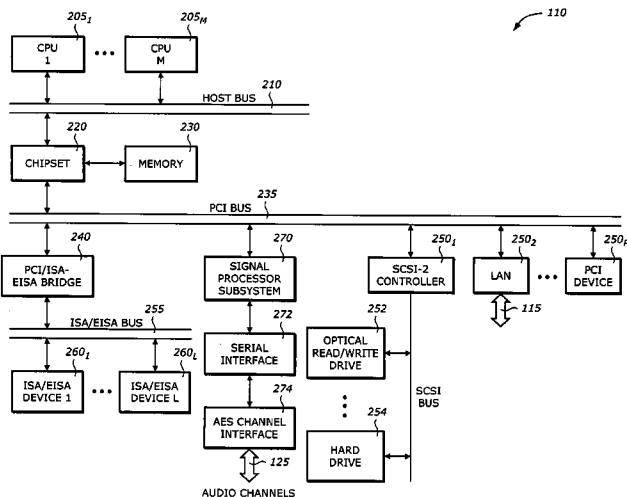 110
205₁
205M
CPU
1
CPU
M
HOST BUS
210
220
230
CHIPSET
MEMORY
235
PCI BUS
240
270
250₁
250₂
250P
PCI/ISA-
EISA BRIDGE
SIGNAL
PROCESSOR
SUBSYSTEM
SCSI-2
CONTROLLER
LAN
PCI
DEVICE
115
ISA/EISA BUS
255
272
252
SERIAL
INTERFACE
OPTICAL
READ/WRITE
DRIVE
260₁
260L
ISA/EISA
DEVICE 1
ISA/EISA
DEVICE L
SCSI
BUS
274
254
AES CHANNEL
INTERFACE
HARD
DRIVE
125
AUDIO CHANNELS